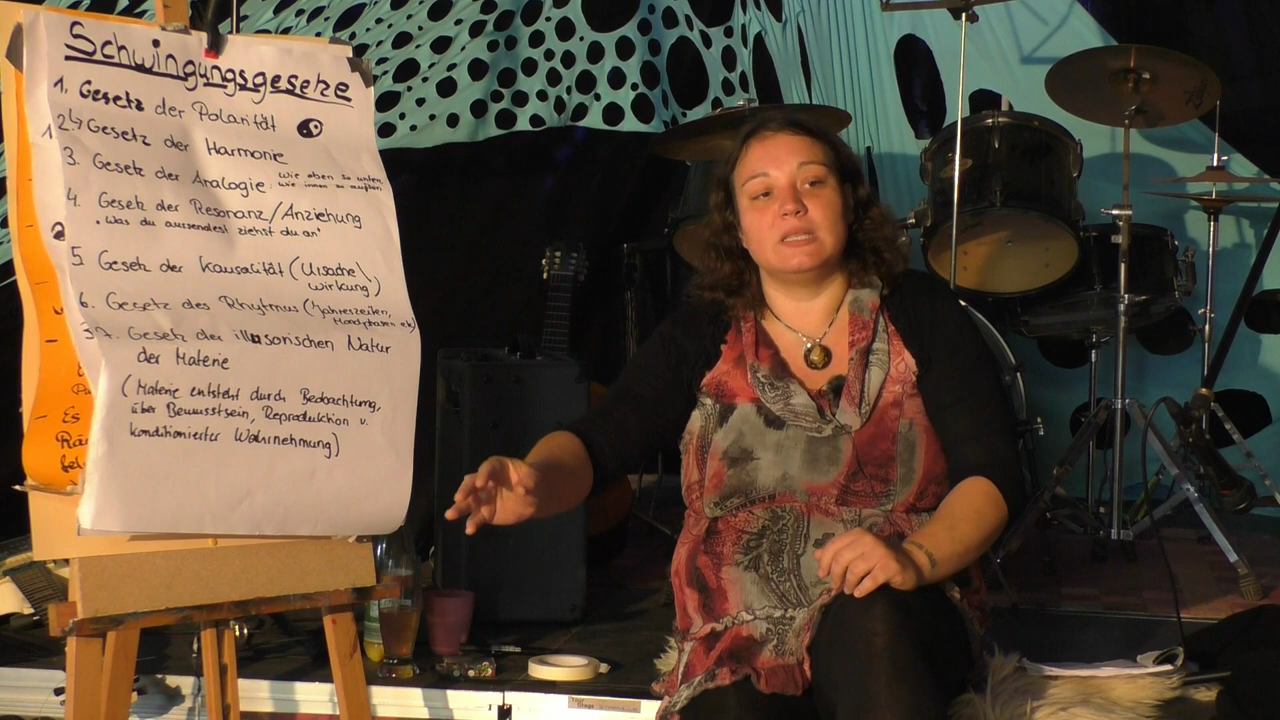 Schwingungsgesetze
1. Gesetz der Polarität
2. Gesetz der Harmonie
3. Gesetz der Analogie: wie oben so unten
wie innen so außen
4. Gesetz der Resonanz/Anziehung
• "Was du aussendest ziehst du an"
5. Gesetz der Kausalität (Ursache
wirkung)
6. Gesetz des Rhytmus (Jahreszeiten,
Mondphasen etc)
7. Gesetz der illusorischen Natur
der Materie
(Materie entsteht durch Beobachtung,
über Bewusstsein, Reproduktion u.
konditionierter Wahrnehmung)
Es